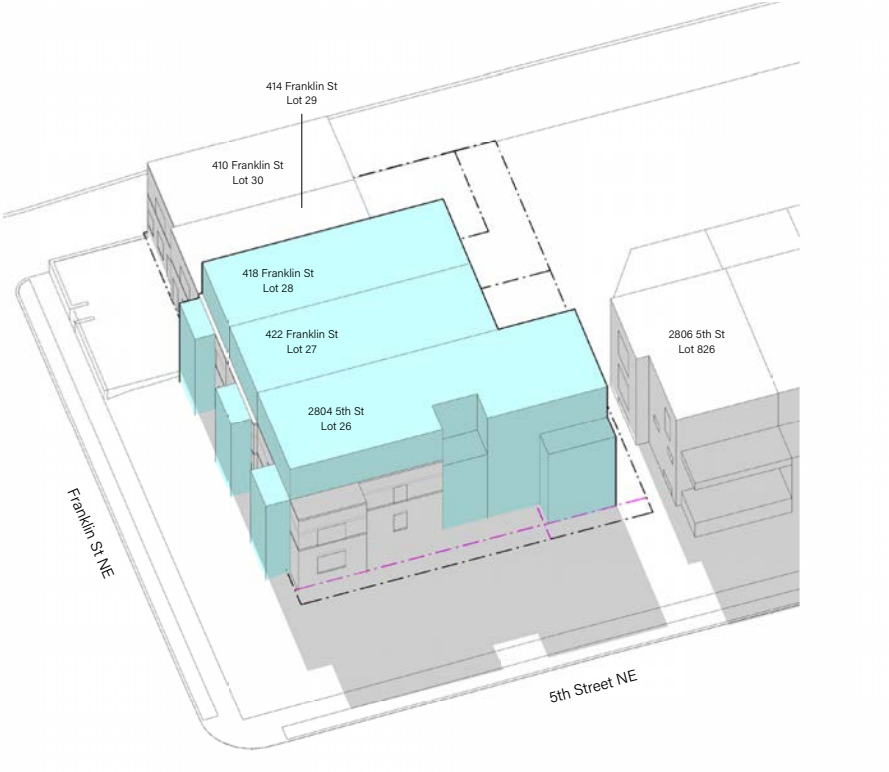 414 Franklin St
Lot 29
410 Franklin St
Lot 30
418 Franklin St
Lot 28
422 Franklin St
Lot 27
2806 5th St
Lot 826
2804 5th St
Lot 26
Franklin St NE
5th Street NE